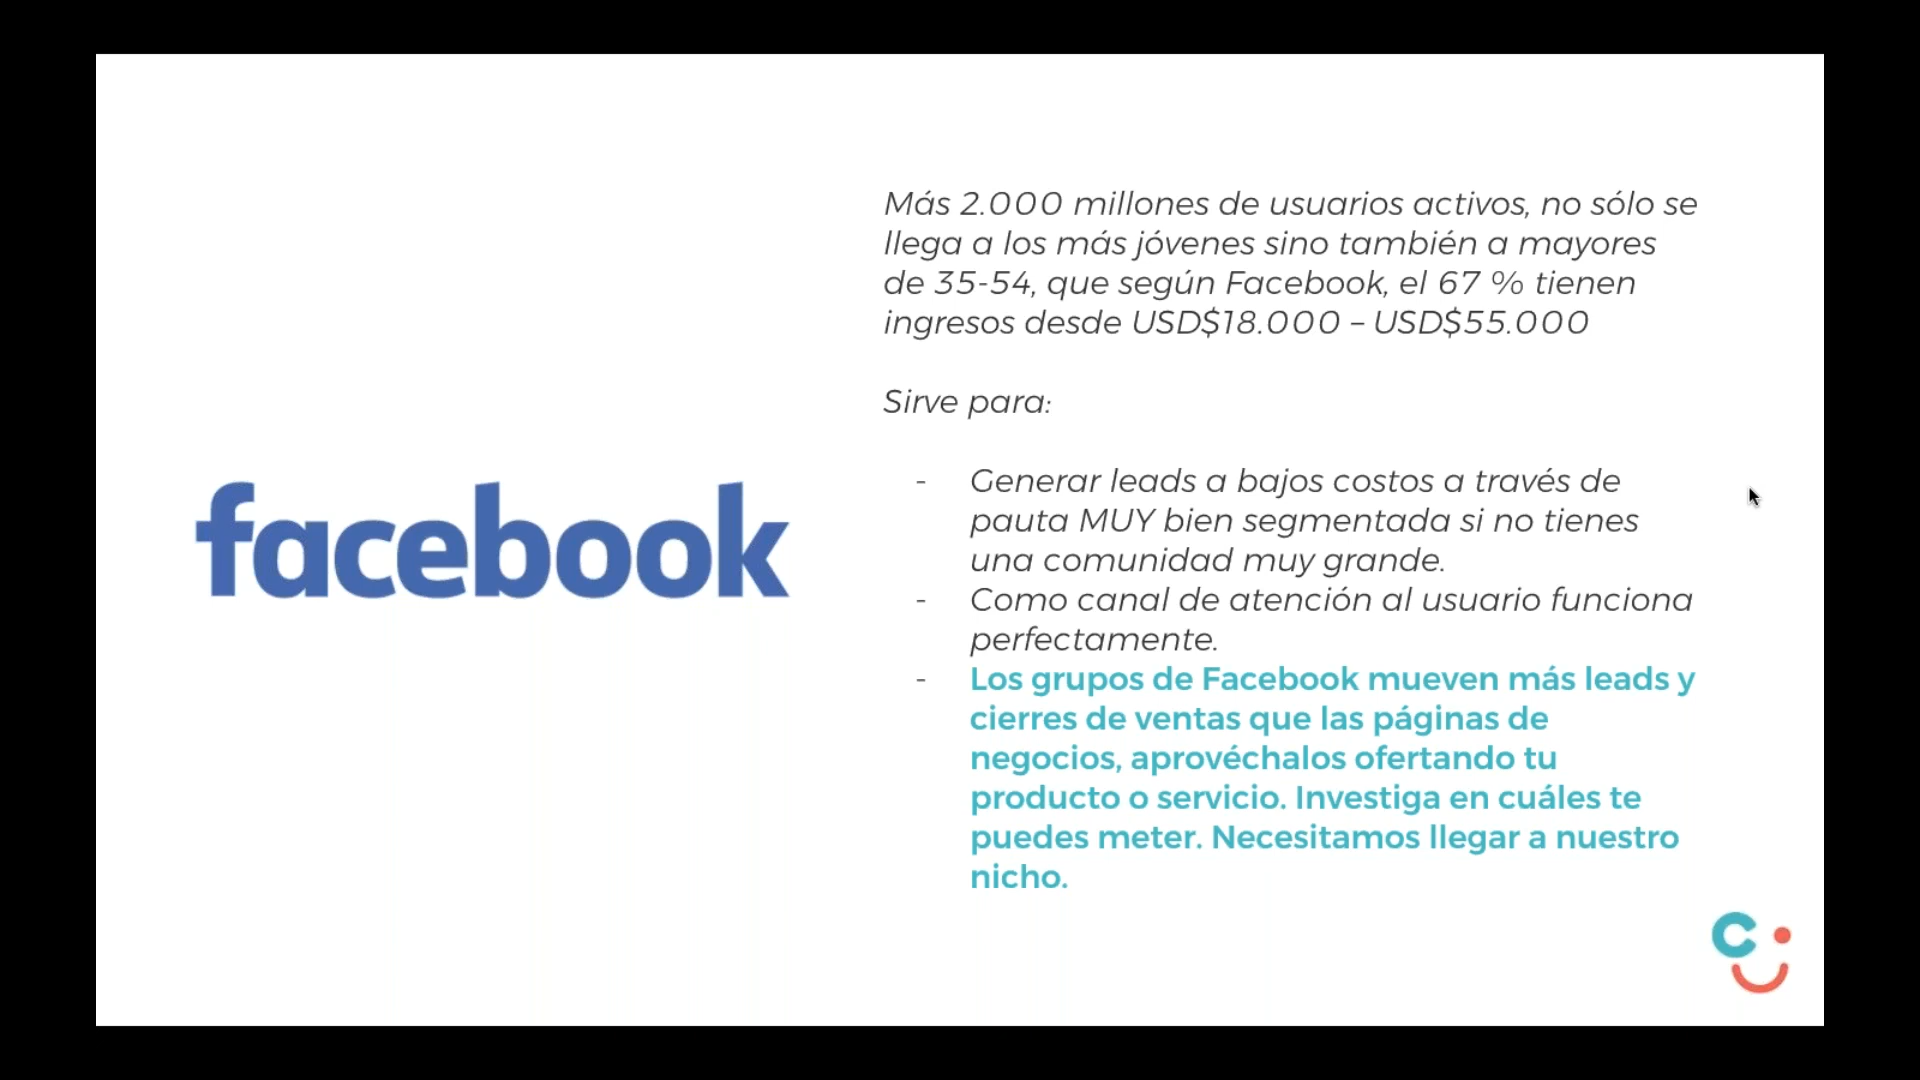 facebook
Más 2.000 millones de usuarios activos, no sólo se
llega a los más jóvenes sino también a mayores
de 35-54, que según Facebook, el 67 % tienen
ingresos desde USD$18.000 – USD$55.000
Sirve para:
- Generar leads a bajos costos a través de
pauta MUY bien segmentada si no tienes
una comunidad muy grande.
- Como canal de atención al usuario funciona
perfectamente.
- Los grupos de Facebook mueven más leads y
cierres de ventas que las páginas de
negocios, aprovéchalos ofertando tu
producto o servicio. Investiga en cuáles te
puedes meter. Necesitamos llegar a nuestro
nicho.